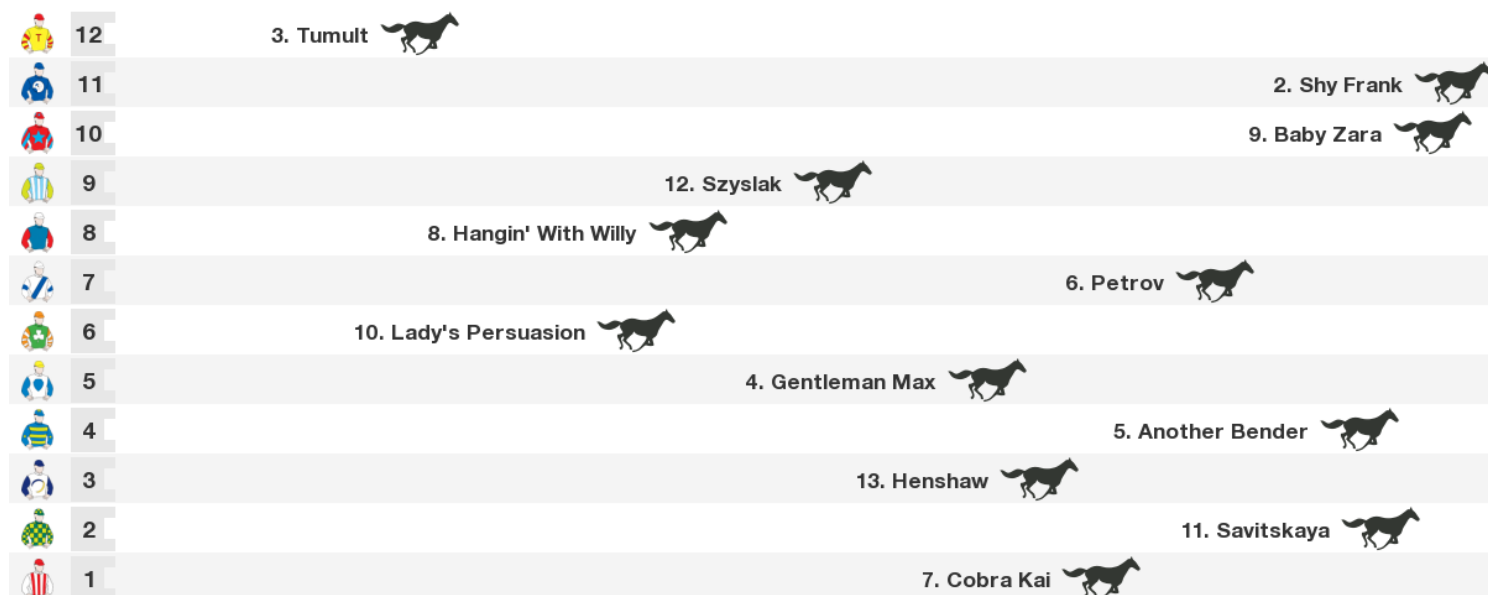 12 3. Tumult
11 2. Shy Frank
10 9. Baby Zara
9 12. Szyslak
8 8. Hangin' With Willy
7 6. Petrov
6 10. Lady's Persuasion
5 4. Gentleman Max
4 5. Another Bender
3 13. Henshaw
2 11. Savitskaya
1 7. Cobra Kai